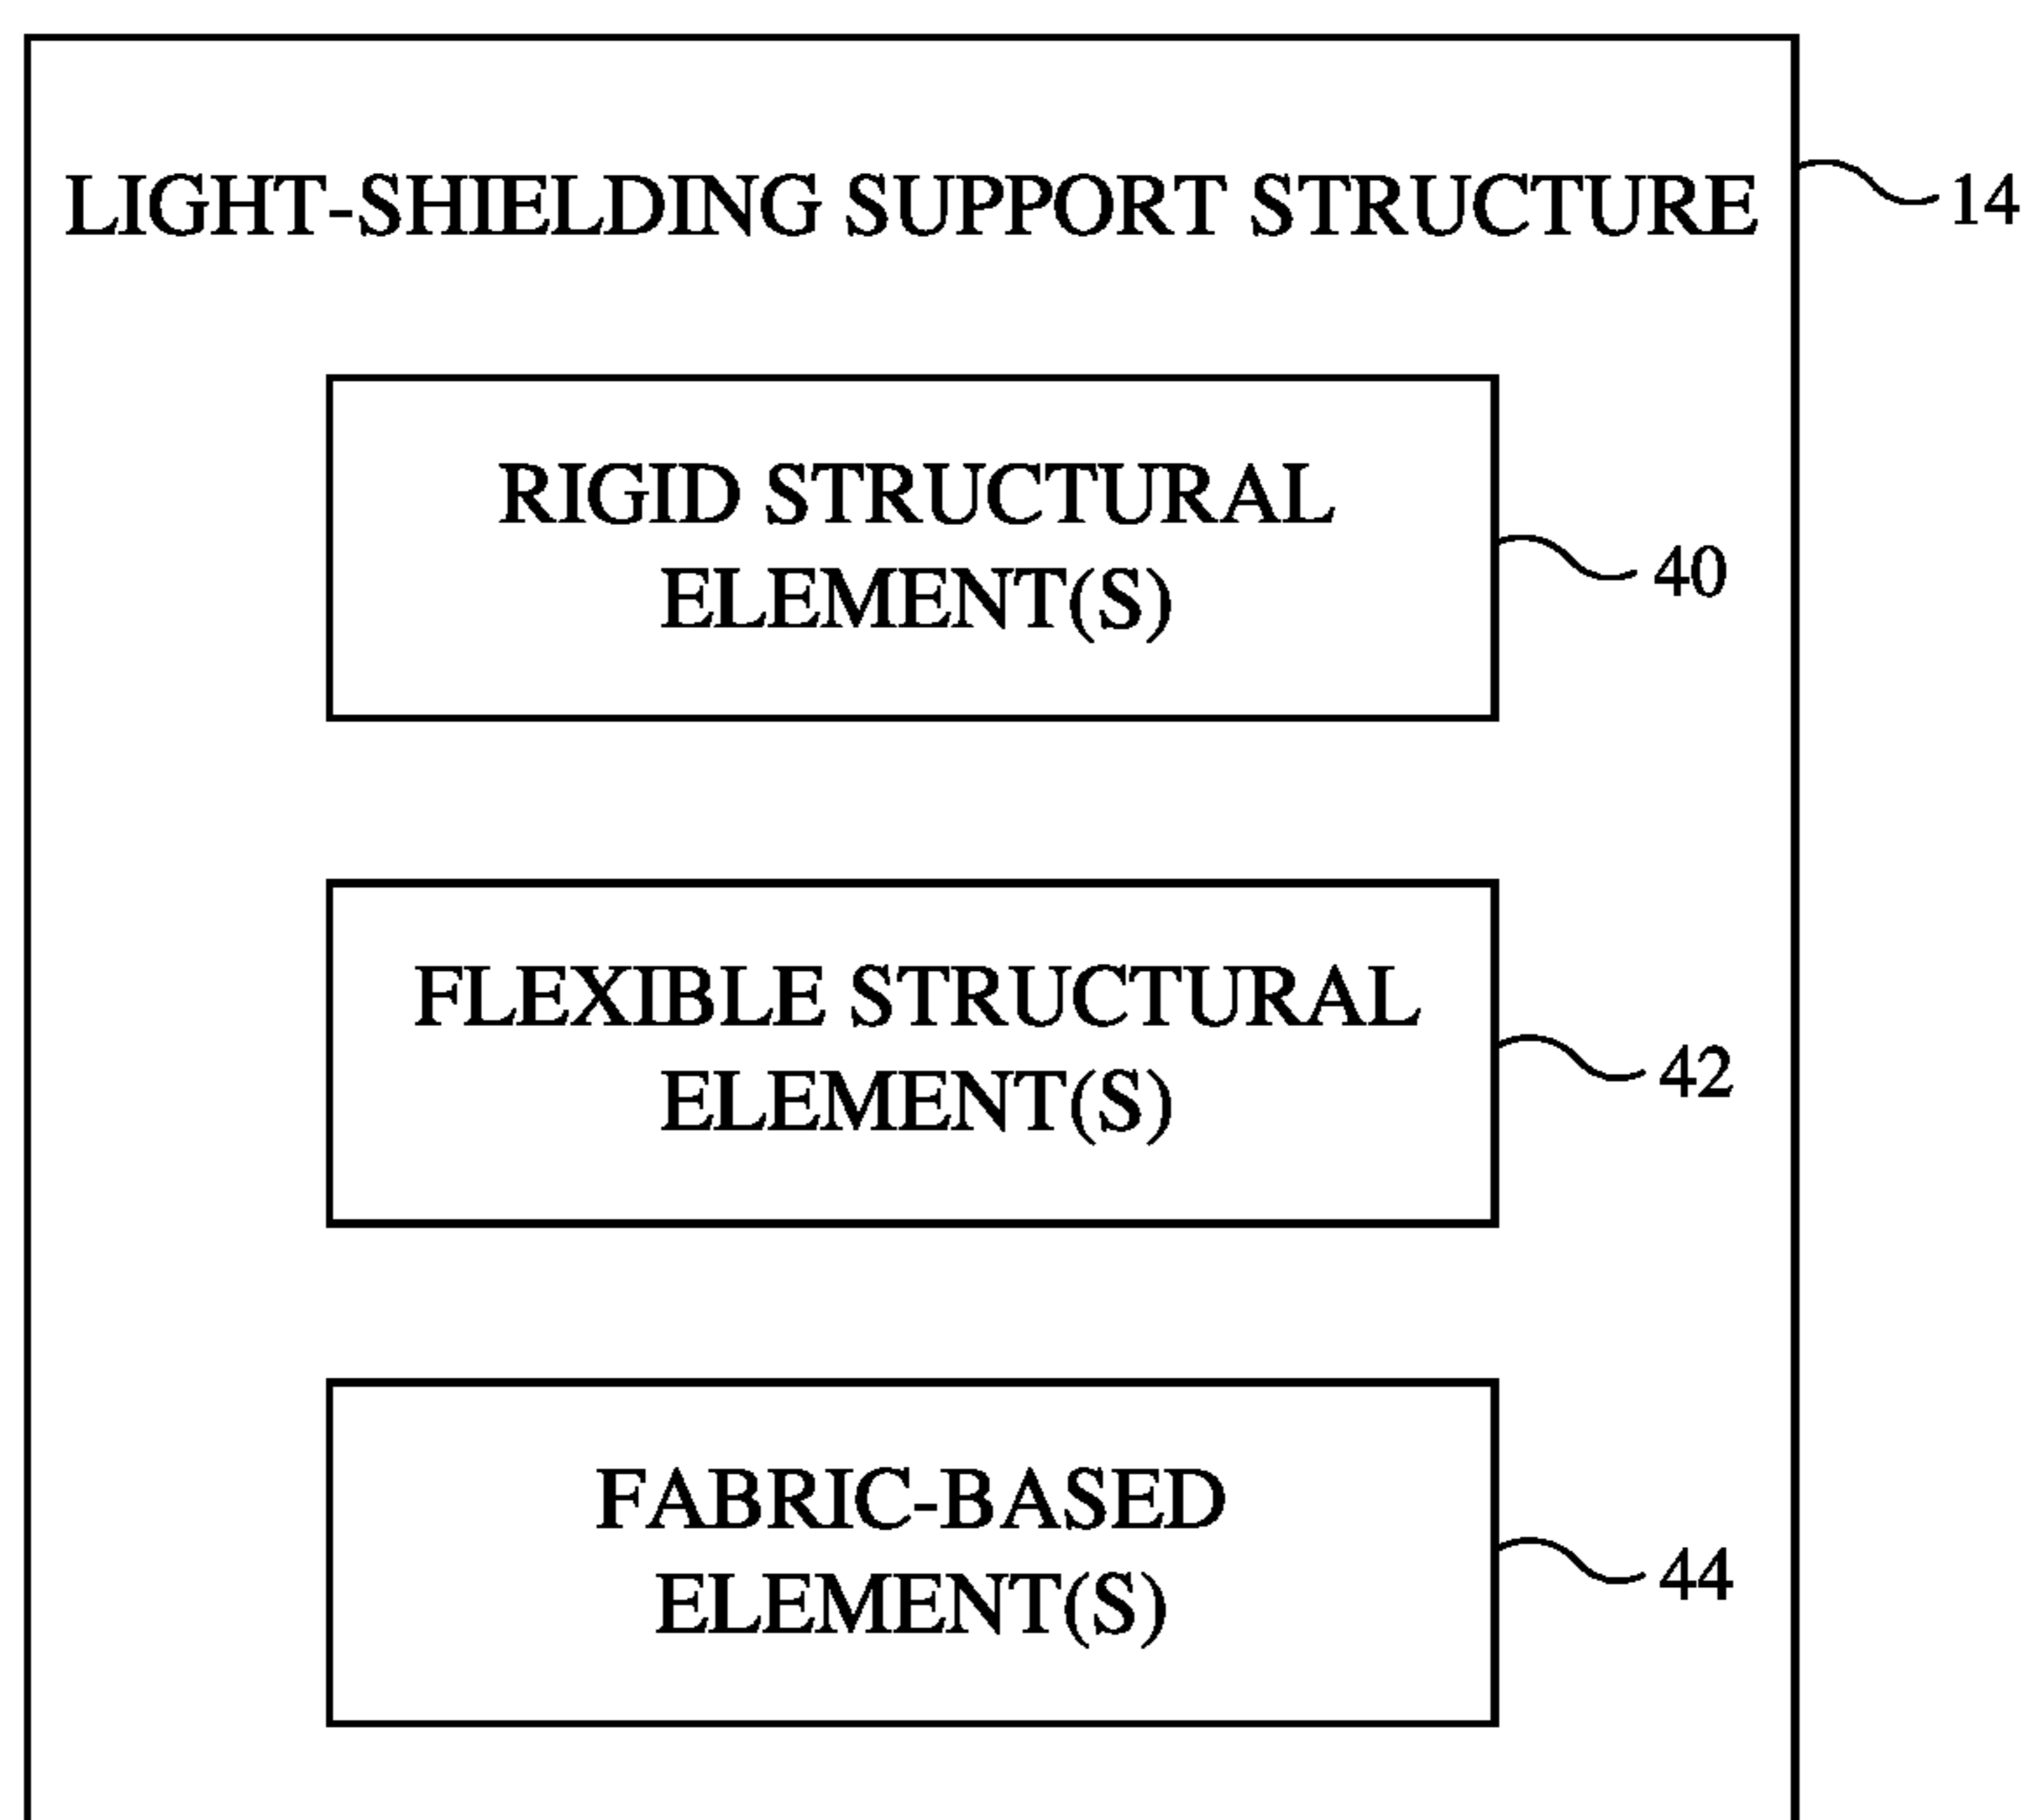 LIGHT-SHIELDING SUPPORT STRUCTURE
14
RIGID STRUCTURAL
ELEMENT(S)
40
FLEXIBLE STRUCTURAL
ELEMENT(S)
42
FABRIC-BASED
ELEMENT(S)
44